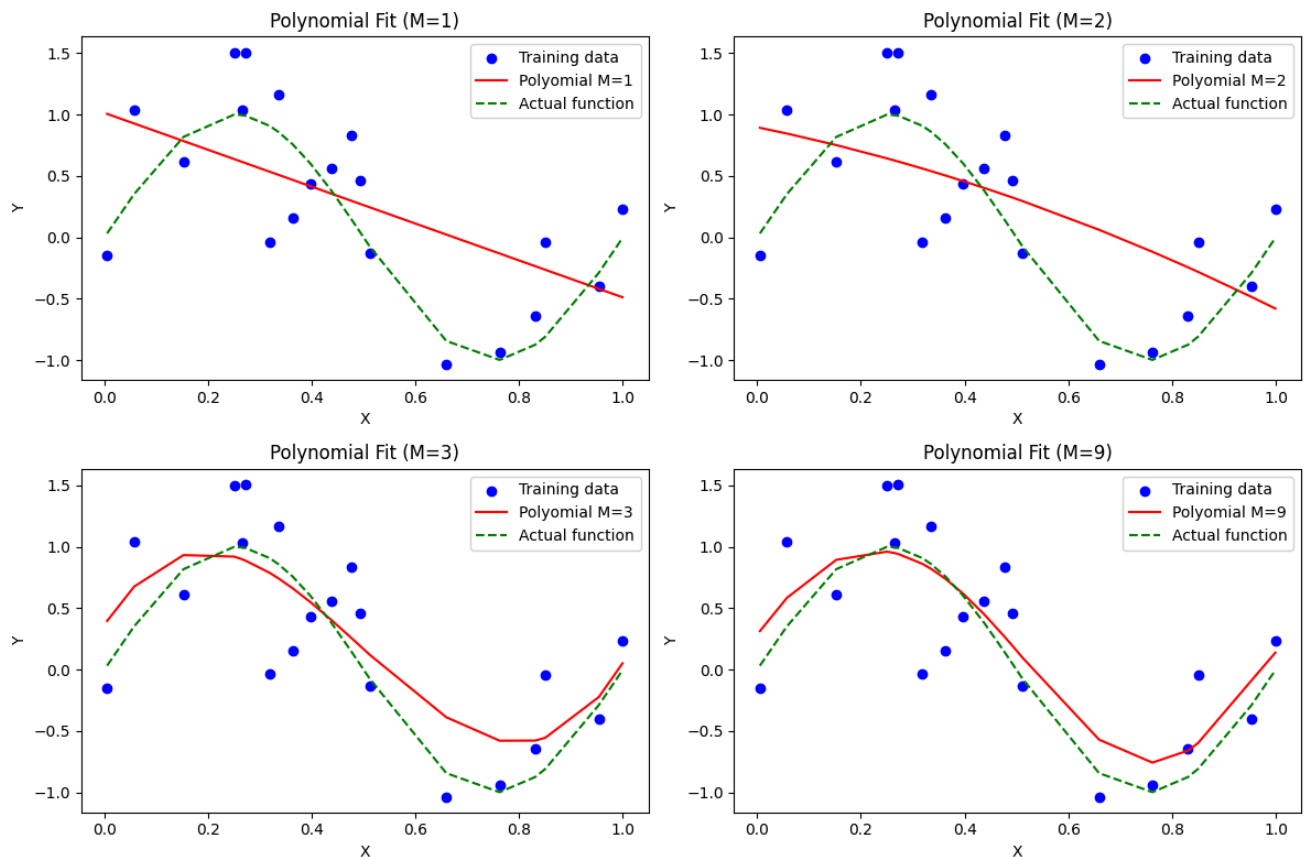 Polynomial Fit (M=1)
Training data
Polyomial M=1
Actual function
1.5
1.0
0.5
0.0
−0.5
−1.0
Y
0.0 0.2 0.4 0.6 0.8 1.0
X
Polynomial Fit (M=2)
Training data
Polyomial M=2
Actual function
1.5
1.0
0.5
0.0
−0.5
−1.0
Y
0.0 0.2 0.4 0.6 0.8 1.0
X
Polynomial Fit (M=3)
Training data
Polyomial M=3
Actual function
1.5
1.0
0.5
0.0
−0.5
−1.0
Y
0.0 0.2 0.4 0.6 0.8 1.0
X
Polynomial Fit (M=9)
Training data
Polyomial M=9
Actual function
1.5
1.0
0.5
0.0
−0.5
−1.0
Y
0.0 0.2 0.4 0.6 0.8 1.0
X